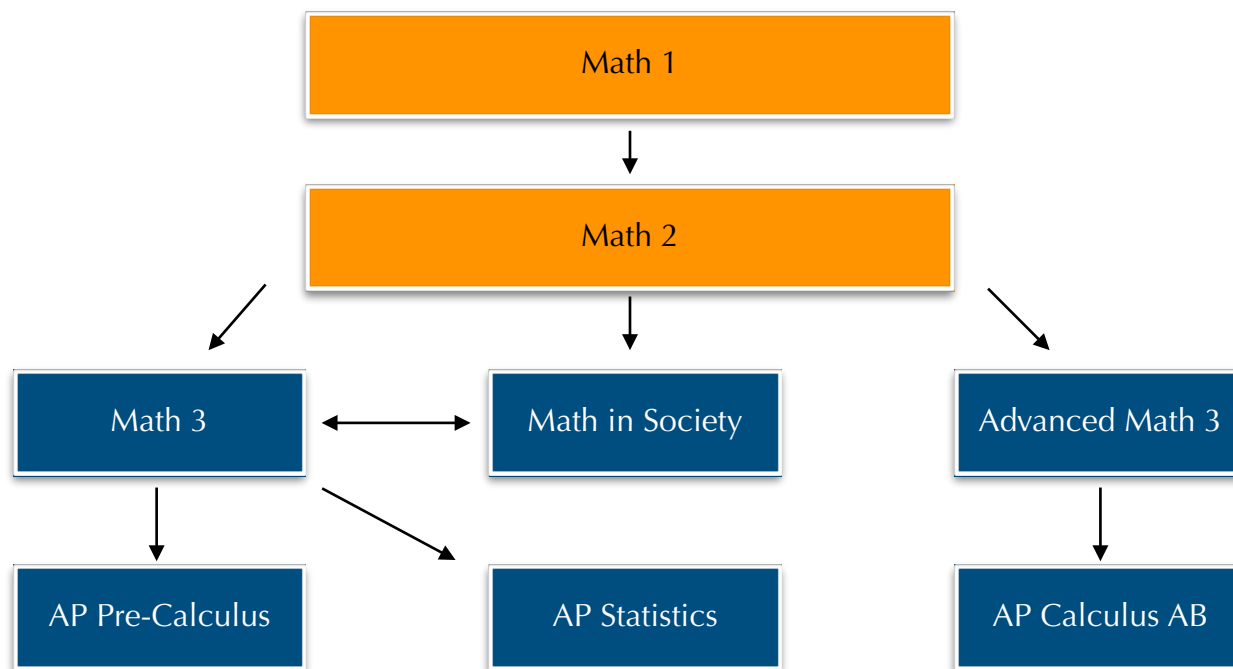 Math 1
Math 2
Math 3
Math in Society
Advanced Math 3
AP Pre-Calculus
AP Statistics
AP Calculus AB